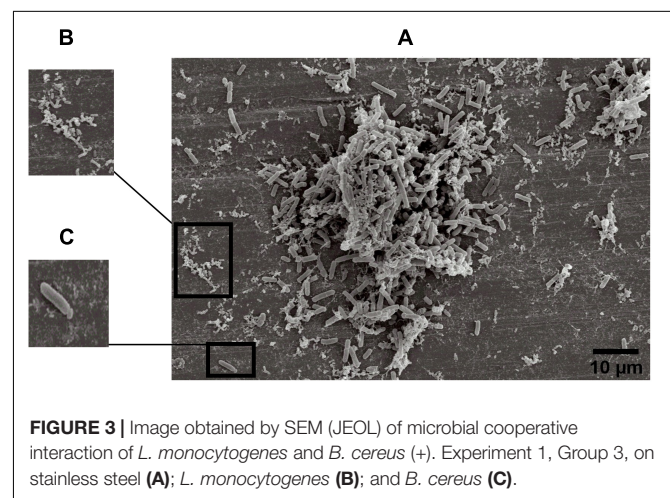 B
A
C
10 µm
FIGURE 3 | Image obtained by SEM (JEOL) of microbial cooperative
interaction of L. monocytogenes and B. cereus (+). Experiment 1, Group 3, on
stainless steel (A); L. monocytogenes (B); and B. cereus (C).